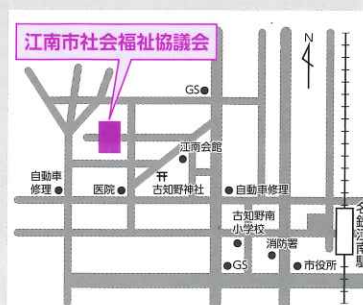 江南市社会福祉協議会
N
GS
江南会館
自動車
修理
医院
古知野神社
自動車修理
古知野南
小学校
消防署
GS
市役所
名鉄江南駅